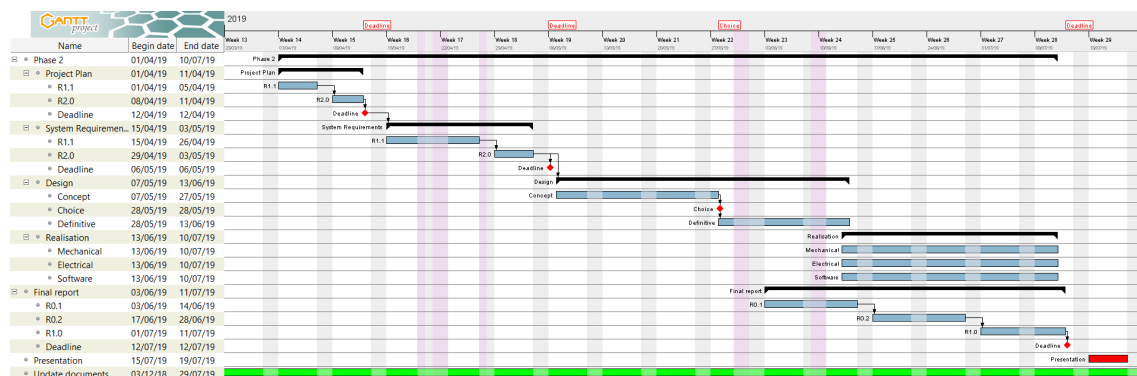 GANTT project
2019
Deadline Deadline Choice Deadline
Week 13 Week 14 Week 15 Week 16 Week 17 Week 18 Week 19 Week 20 Week 21 Week 22 Week 23 Week 24 Week 25 Week 26 Week 27 Week 28 Week 29
Name Begin date End date
Phase 2 01/04/19 10/07/19 Phase 2
Project Plan 01/04/19 11/04/19 Project Plan
R1.1 01/04/19 05/04/19 R1.1
R2.0 08/04/19 11/04/19 R2.0
Deadline 12/04/19 12/04/19 Deadline
System Requiremen... 15/04/19 03/05/19 System Requirements
R1.1 15/04/19 26/04/19 R1.1
R2.0 29/04/19 03/05/19 R2.0
Deadline 06/05/19 06/05/19 Deadline
Design 07/05/19 13/06/19 Design
Concept 07/05/19 27/05/19 Concept
Choice 28/05/19 28/05/19 Choice
Definitive 28/05/19 13/06/19 Definitive
Realisation 13/06/19 10/07/19 Realisation
Mechanical 13/06/19 10/07/19 Mechanical
Electrical 13/06/19 10/07/19 Electrical
Software 13/06/19 10/07/19 Software
Final report 03/06/19 11/07/19 Final report
R0.1 03/06/19 14/06/19 R0.1
R0.2 17/06/19 28/06/19 R0.2
R1.0 01/07/19 11/07/19 R1.0
Deadline 12/07/19 12/07/19 Deadline
Presentation 15/07/19 19/07/19 Presentation
Update documents 03/12/18 29/07/19